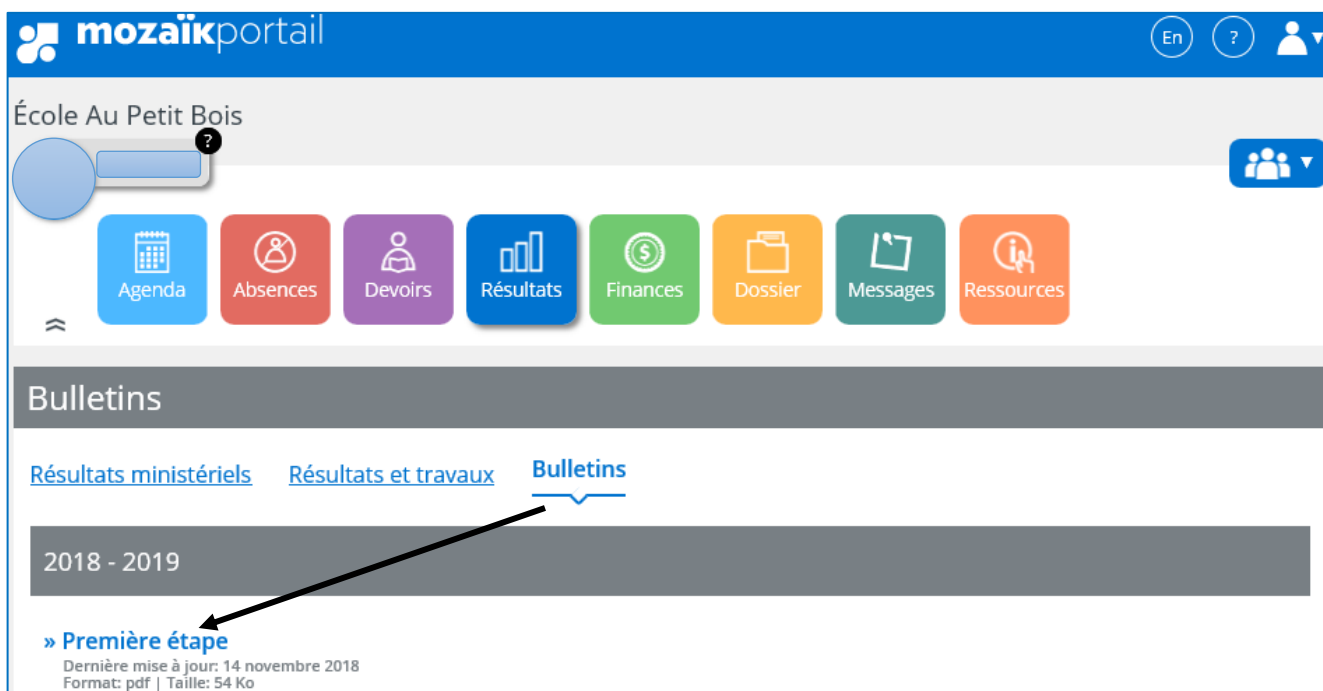 mozaïkportail
En ?
École Au Petit Bois
?
Agenda Absences Devoirs Résultats Finances Dossier Messages Ressources
Bulletins
Résultats ministériels Résultats et travaux Bulletins
2018 - 2019
» Première étape
Dernière mise à jour: 14 novembre 2018
Format: pdf | Taille: 54 Ko